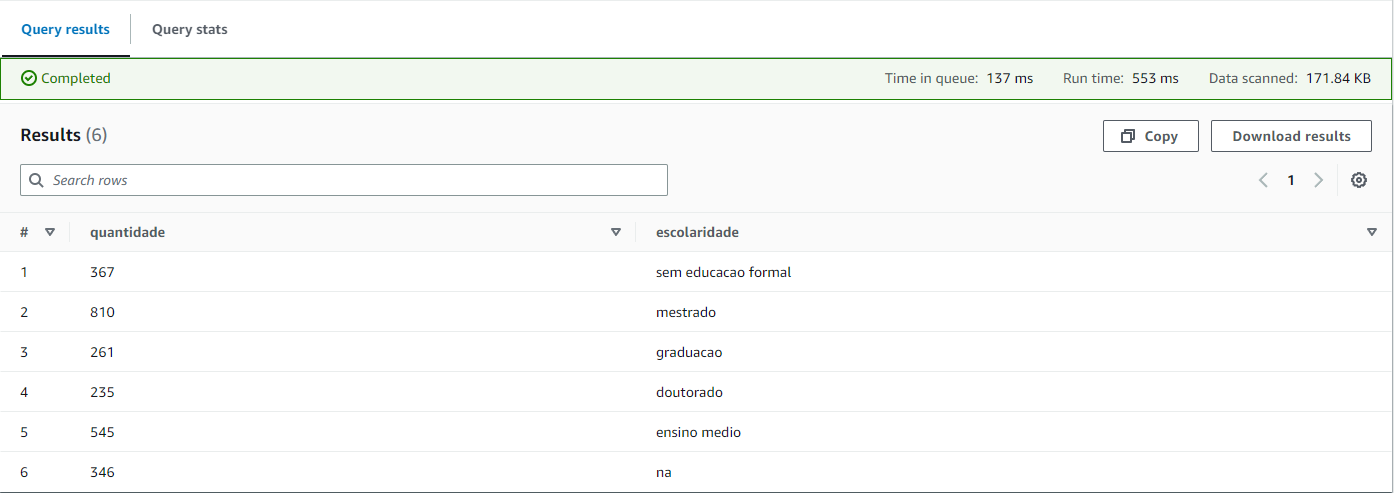 Query results Query stats
Completed Time in queue: 137 ms Run time: 553 ms Data scanned: 171.84 KB
Results (6) Copy Download results
Search rows 1
# quantidade escolaridade
1 367 sem educacao formal
2 810 mestrado
3 261 graduacao
4 235 doutorado
5 545 ensino medio
6 346 na